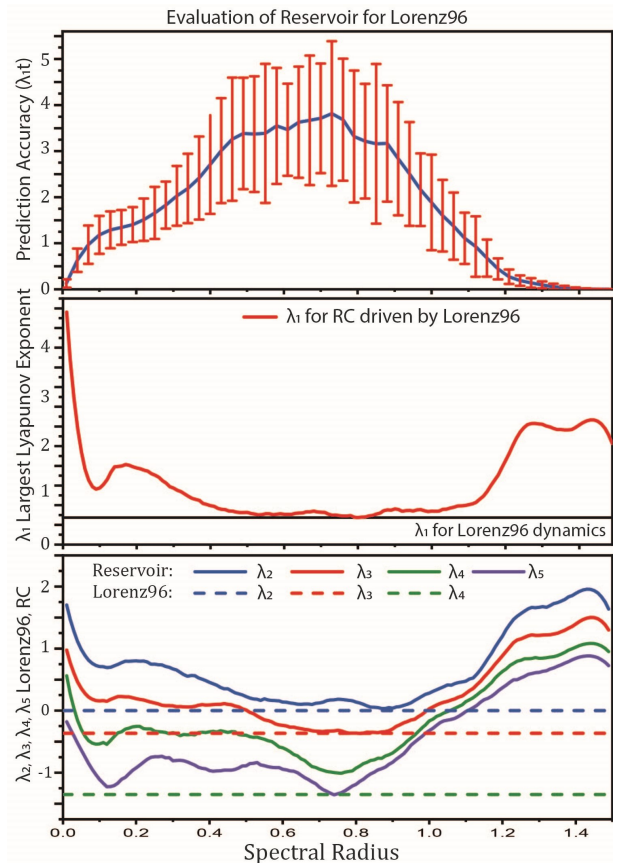 Evaluation of Reservoir for Lorenz96
Prediction Accuracy (λ₁t)
5
4
3
2
1
0
λ₁ Largest Lyapunov Exponent
4
3
2
1
0
λ₁ for RC driven by Lorenz96
λ₁ for Lorenz96 dynamics
λ₂, λ₃, λ₄, λ₅ Lorenz96, RC
2
1
0
-1
Reservoir: λ₂ λ₃ λ₄ λ₅
Lorenz96: λ₂ λ₃ λ₄
0.0 0.2 0.4 0.6 0.8 1.0 1.2 1.4
Spectral Radius